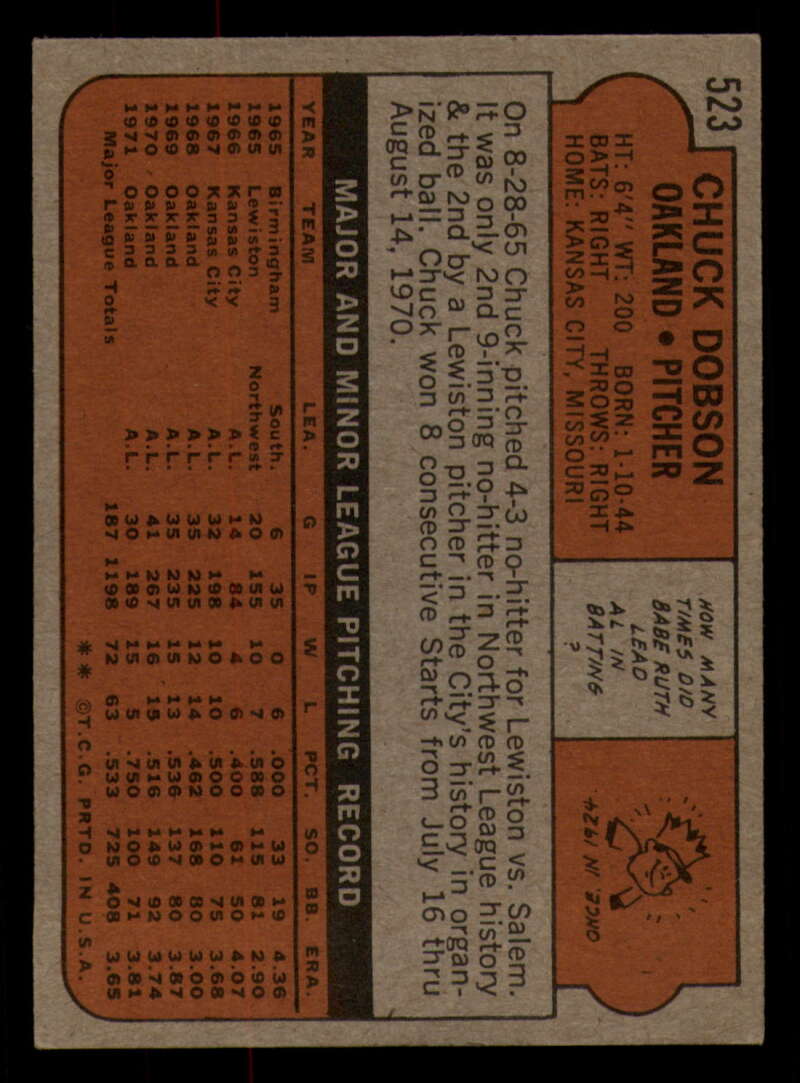 523
CHUCK DOBSON
OAKLAND • PITCHER
HT: 6'4" WT: 200 BORN: 1-10-44
BATS: RIGHT THROWS: RIGHT
HOME: KANSAS CITY, MISSOURI
HOW MANY
TIMES DID
BABE RUTH
LEAD
AL IN
BATTING
?
ONCE, IN 1924.
On 8-28-65 Chuck pitched 4-3 no-hitter for Lewiston vs. Salem.
It was only 2nd 9-inning no-hitter in Northwest League history
& the 2nd by a Lewiston pitcher in the City's history in organ-
ized ball. Chuck won 8 consecutive Starts from July 16 thru
August 14, 1970.
MAJOR AND MINOR LEAGUE PITCHING RECORD
YEAR TEAM LEA. G IP W L PCT. SO. BB. ERA.
1965 Birmingham South. 6 35 0 6 .000 33 19 4.36
1965 Lewiston Northwest 20 155 10 7 .588 115 81 2.90
1966 Kansas City A.L. 14 84 4 6 .400 61 50 4.07
1967 Kansas City A.L. 32 198 10 10 .500 110 75 3.68
1968 Oakland A.L. 35 225 12 14 .462 168 80 3.00
1969 Oakland A.L. 35 235 15 13 .536 137 80 3.87
1970 Oakland A.L. 41 267 16 15 .516 149 92 3.74
1971 Oakland A.L. 30 189 15 5 .750 100 71 3.81
Major League Totals 187 1198 72 63 .533 725 408 3.65
** ©T.C.G. PRTD. IN U.S.A.